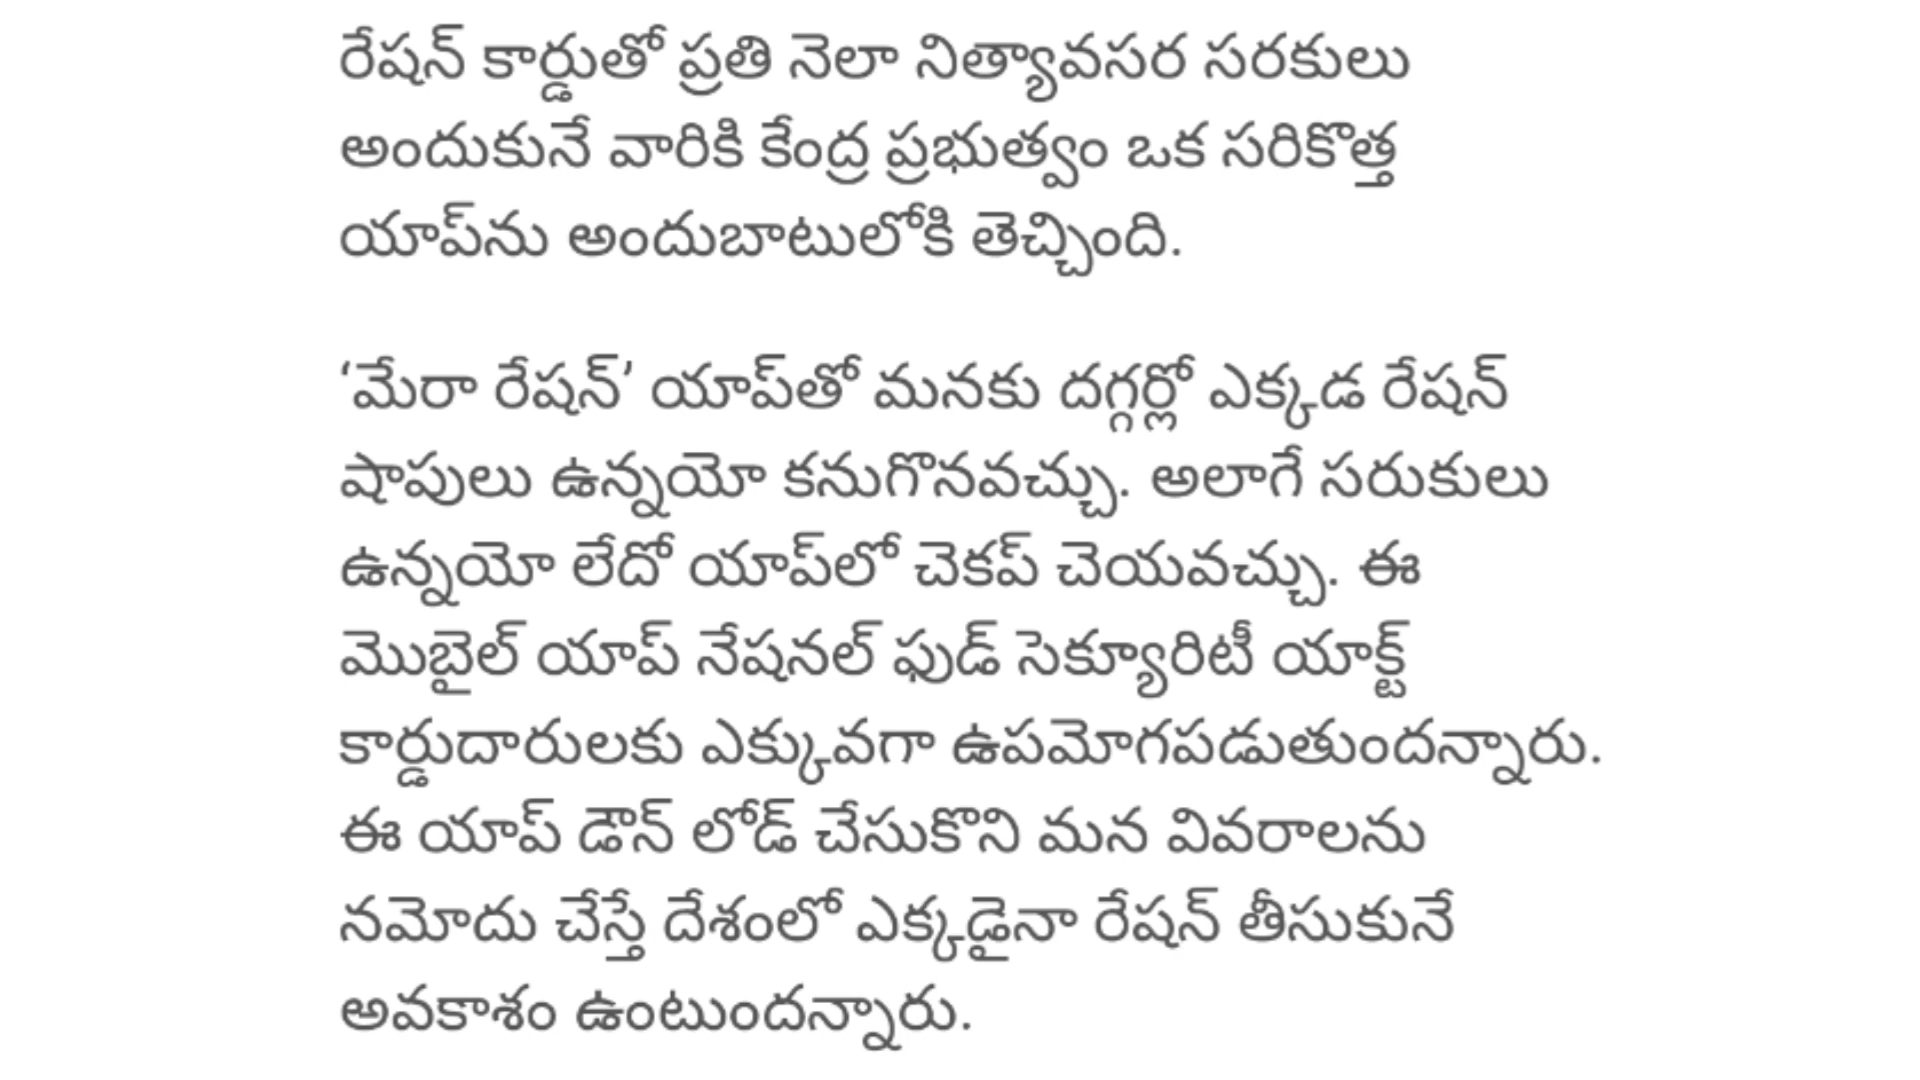 రేషన్ కార్డుతో ప్రతి నెలా నిత్యావసర సరకులు
అందుకునే వారికి కేంద్ర ప్రభుత్వం ఒక సరికొత్త
యాప్‌ను అందుబాటులోకి తెచ్చింది.
‘మేరా రేషన్’ యాప్‌తో మనకు దగ్గర్లో ఎక్కడ రేషన్
షాపులు ఉన్నయో కనుగొనవచ్చు. అలాగే సరుకులు
ఉన్నయో లేదో యాప్‌లో చెకప్ చెయవచ్చు. ఈ
మొబైల్ యాప్ నేషనల్ ఫుడ్ సెక్యూరిటీ యాక్ట్
కార్డుదారులకు ఎక్కువగా ఉపమోగపడుతుందన్నారు.
ఈ యాప్ డౌన్ లోడ్ చేసుకొని మన వివరాలను
నమోదు చేస్తే దేశంలో ఎక్కడైనా రేషన్ తీసుకునే
అవకాశం ఉంటుందన్నారు.